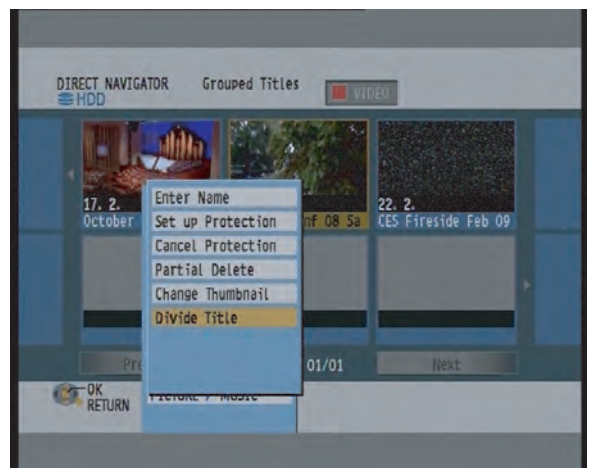 DIRECT NAVIGATOR Grouped Titles
HDD
VIDEO
17. 2.
October
nf 08 Sa
22. 2.
CES Fireside Feb 09
Enter Name
Set up Protection
Cancel Protection
Partial Delete
Change Thumbnail
Divide Title
Pre
01/01
Next
OK
RETURN
PICTURE / MUSIC